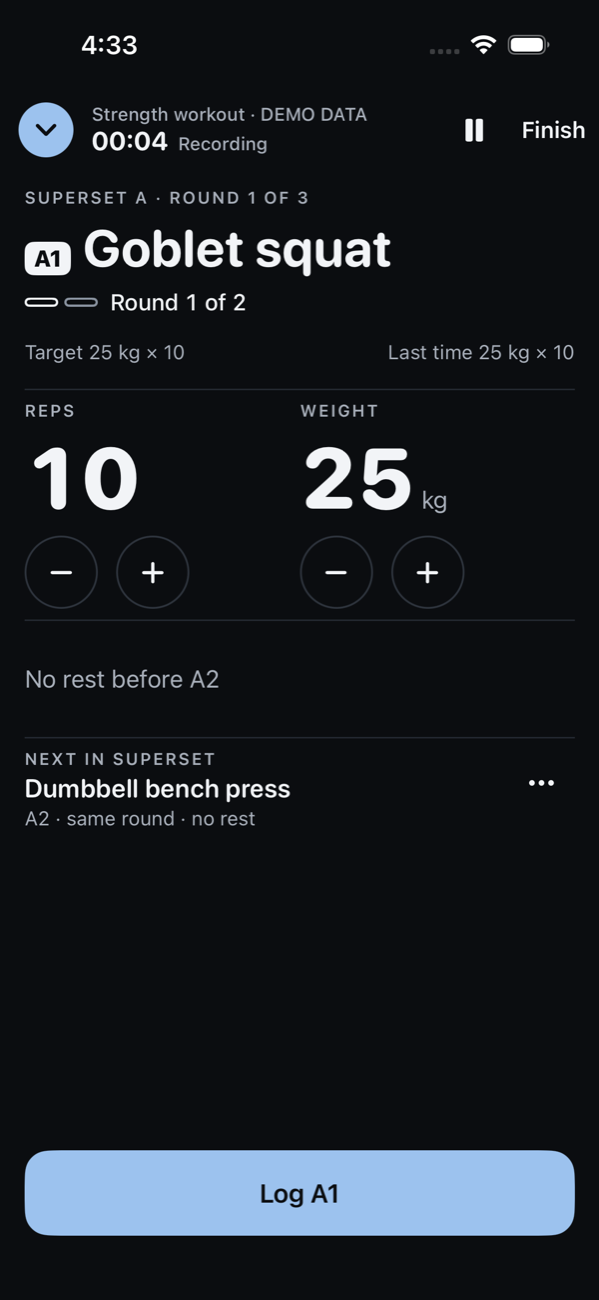 4:33
Strength workout · DEMO DATA
00:04 Recording
Finish
SUPERSET A · ROUND 1 OF 3
A1 Goblet squat
Round 1 of 2
Target 25 kg × 10 Last time 25 kg × 10
REPS WEIGHT
10 25 kg
− + − +
No rest before A2
NEXT IN SUPERSET
Dumbbell bench press
A2 · same round · no rest
Log A1